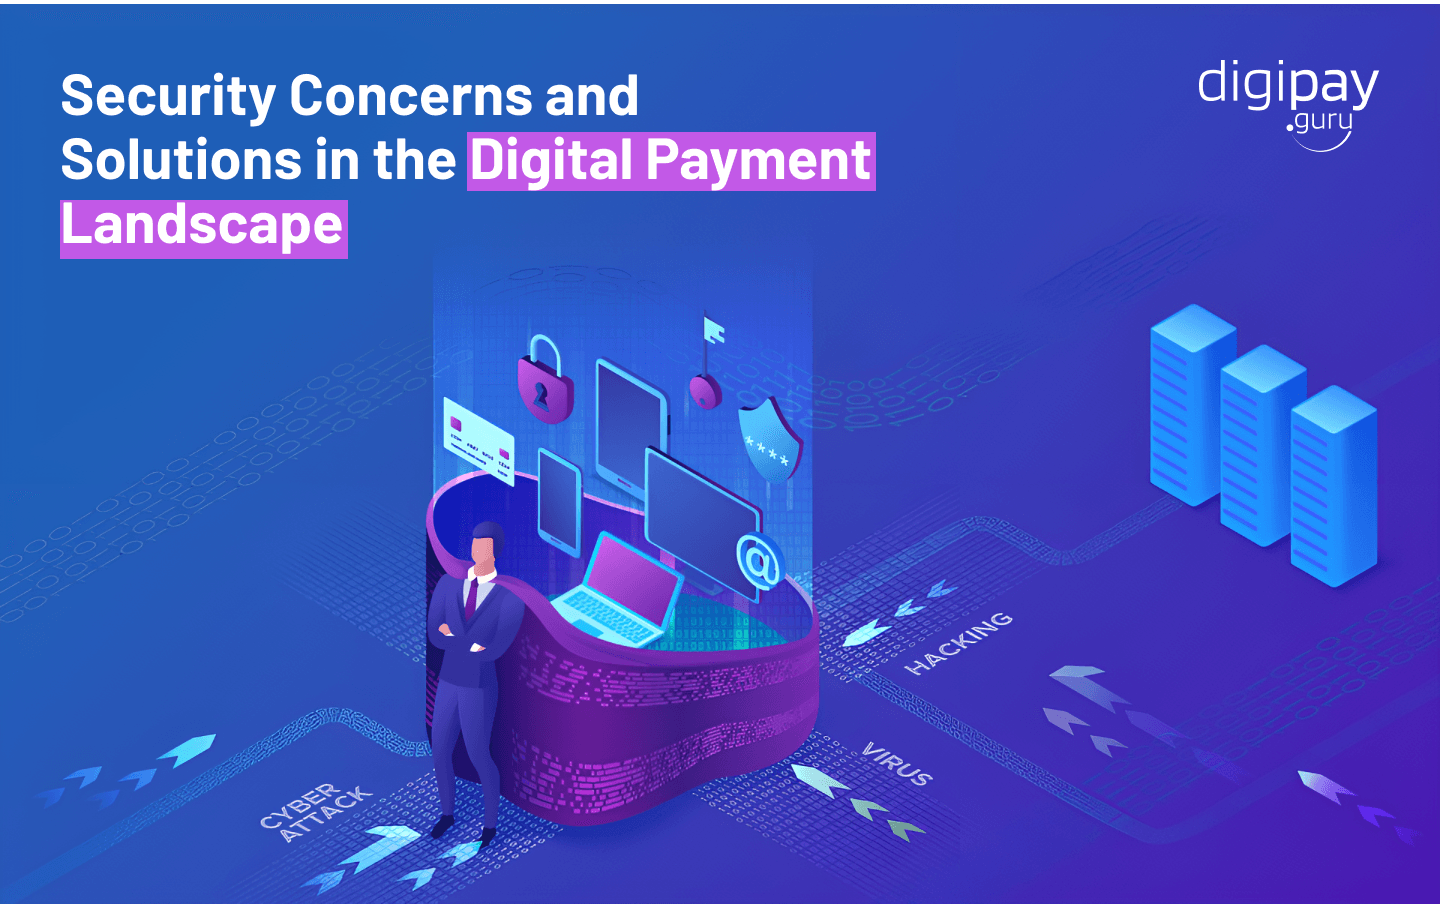 Security Concerns and
Solutions in the Digital Payment
Landscape
digipay
.guru
****
@
HACKING
VIRUS
CYBER
ATTACK